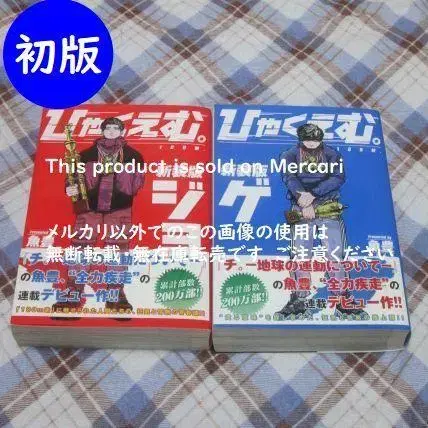 初版
ひゃくえむ。
100M.
新装版
This product is sold on Mercari
メルカリ以外でのこの画像の使用は
無断転載・無在庫転売です。ご注意ください
魚豊
の魚豊、“全力疾走”の
連載デビュー作!!
累計部数
200万部!!
ひゃくえむ。
100M.
新装版
チ。―地球の運動について―
の魚豊、“全力疾走”の
連載デビュー作!!
累計部数
200万部!!